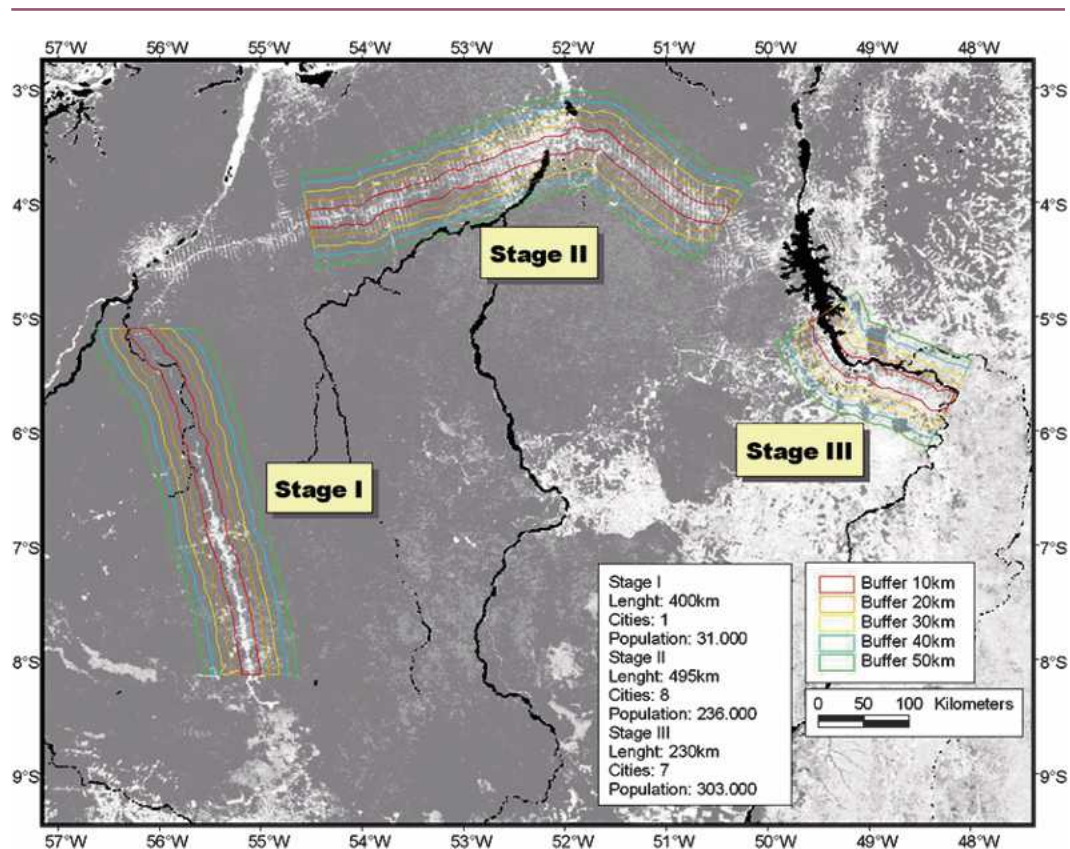 57°W 56°W 55°W 54°W 53°W 52°W 51°W 50°W 49°W 48°W
3°S 3°S
4°S 4°S
Stage II
5°S 5°S
6°S 6°S
Stage III
Stage I
7°S 7°S
8°S 8°S
9°S 9°S
Stage I
Lenght: 400km
Cities: 1
Population: 31.000
Stage II
Lenght: 495km
Cities: 8
Population: 236.000
Stage III
Lenght: 230km
Cities: 7
Population: 303.000
Buffer 10km
Buffer 20km
Buffer 30km
Buffer 40km
Buffer 50km
0 50 100 Kilometers
57°W 56°W 55°W 54°W 53°W 52°W 51°W 50°W 49°W 48°W